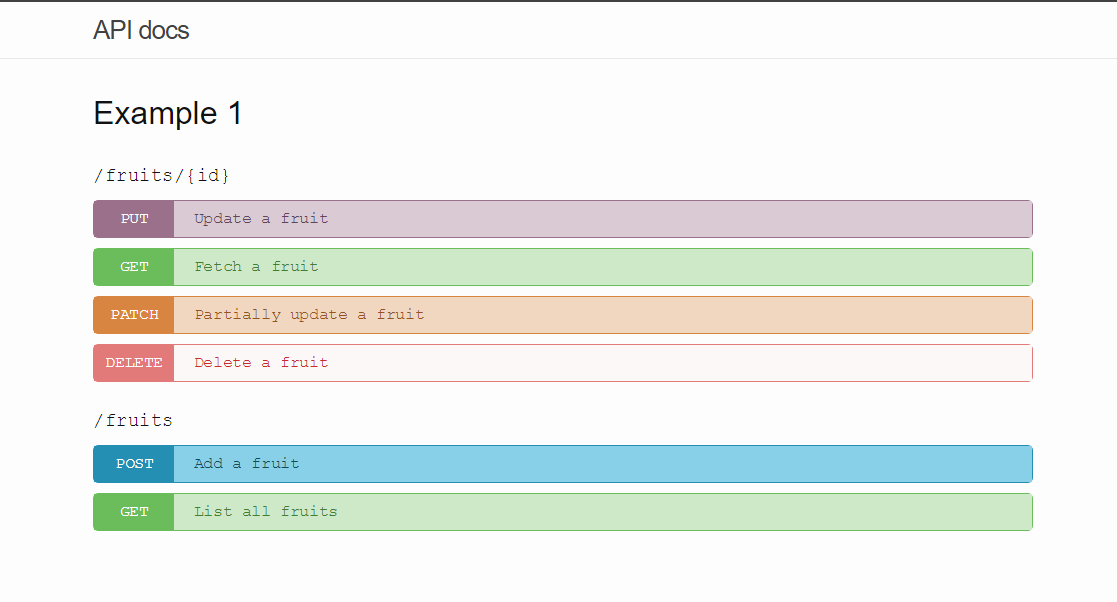 API docs
Example 1
/fruits/{id}
PUT Update a fruit
GET Fetch a fruit
PATCH Partially update a fruit
DELETE Delete a fruit
/fruits
POST Add a fruit
GET List all fruits